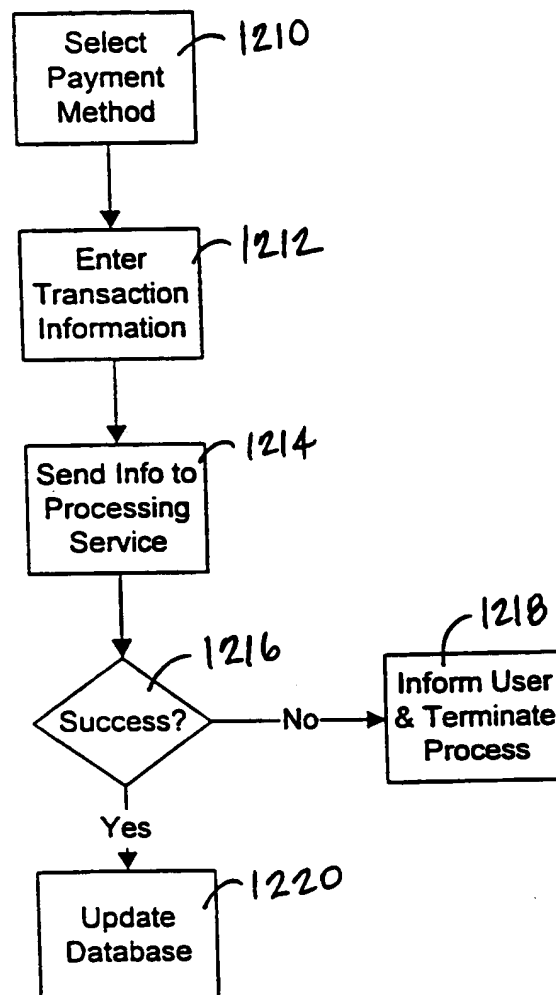 Select
Payment
Method
1210
Enter
Transaction
Information
1212
Send Info to
Processing
Service
1214
Success?
1216
No
Inform User
& Terminate
Process
1218
Yes
Update
Database
1220